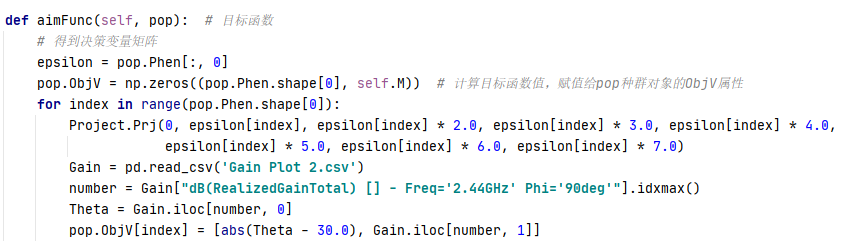 def aimFunc(self, pop):  # 目标函数
    # 得到决策变量矩阵
    epsilon = pop.Phen[:, 0]
    pop.ObjV = np.zeros((pop.Phen.shape[0], self.M))  # 计算目标函数值，赋值给pop种群对象的ObjV属性
    for index in range(pop.Phen.shape[0]):
        Project.Prj(0, epsilon[index], epsilon[index] * 2.0, epsilon[index] * 3.0, epsilon[index] * 4.0,
                    epsilon[index] * 5.0, epsilon[index] * 6.0, epsilon[index] * 7.0)
        Gain = pd.read_csv('Gain Plot 2.csv')
        number = Gain["dB(RealizedGainTotal) [] - Freq='2.44GHz' Phi='90deg'"].idxmax()
        Theta = Gain.iloc[number, 0]
        pop.ObjV[index] = [abs(Theta - 30.0), Gain.iloc[number, 1]]